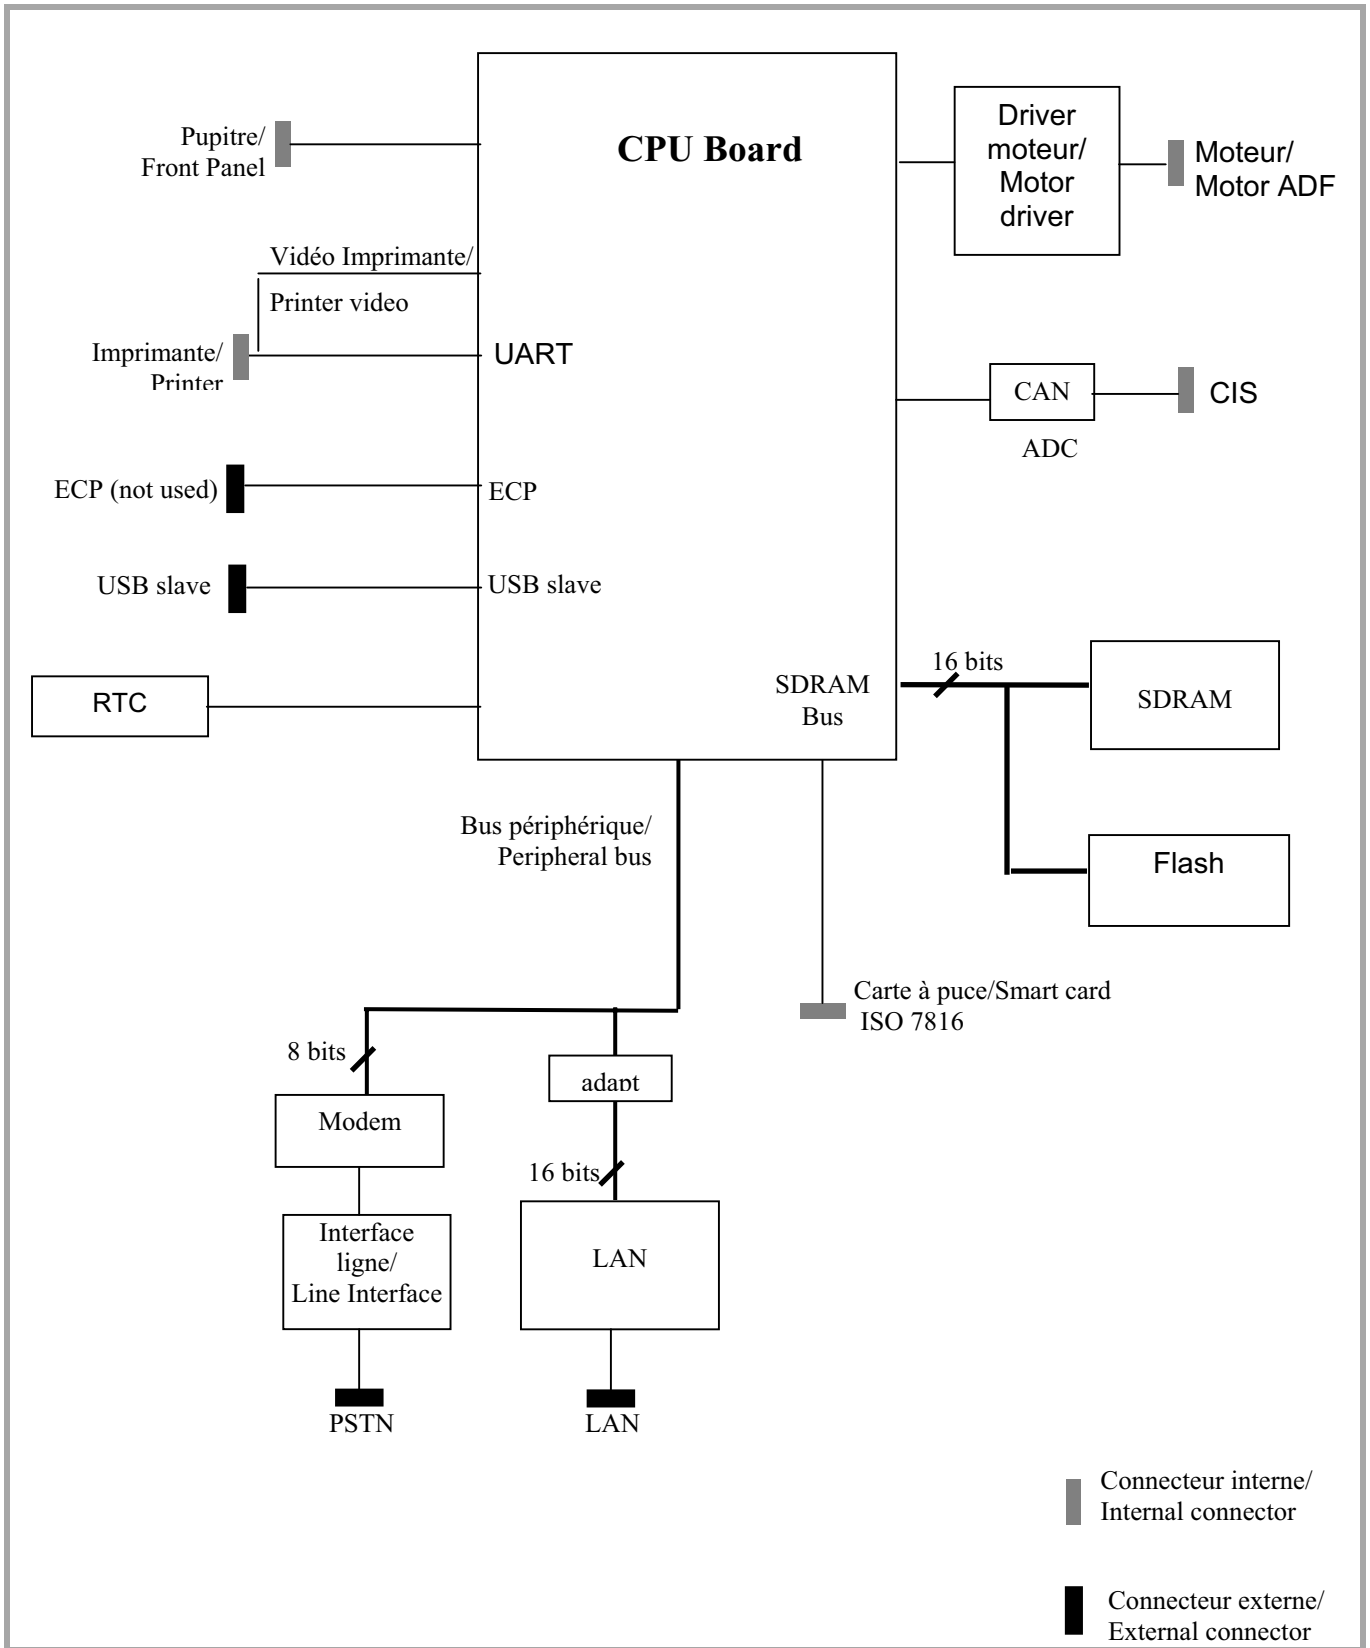 CPU Board
Pupitre/
Front Panel
Driver
moteur/
Motor
driver
Moteur/
Motor ADF
Vidéo Imprimante/
Printer video
Imprimante/
Printer
UART
CAN
ADC
CIS
ECP (not used)
ECP
USB slave
USB slave
RTC
SDRAM
Bus
16 bits
SDRAM
Flash
Bus périphérique/
Peripheral bus
Carte à puce/Smart card
ISO 7816
8 bits
adapt
Modem
16 bits
Interface
ligne/
Line Interface
LAN
PSTN
LAN
Connecteur interne/
Internal connector
Connecteur externe/
External connector